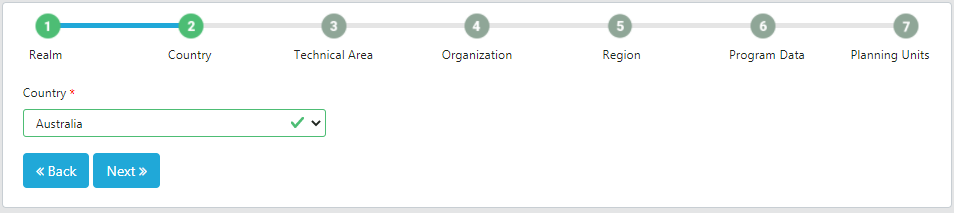 1 2 3 4 5 6 7
Realm Country Technical Area Organization Region Program Data Planning Units
Country *
Australia
« Back Next »